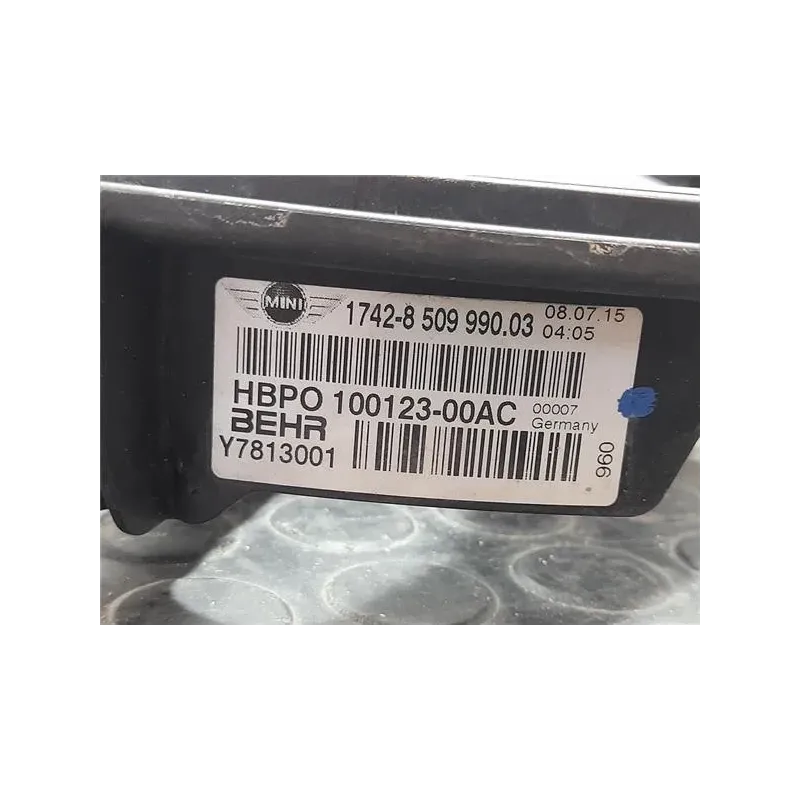 MINI
1742-8 509 990.03
08.07.15
04:05
HBPO 100123-00AC
00007
Germany
BEHR
Y7813001
960